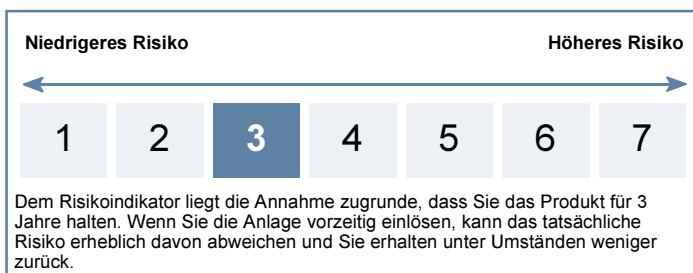 Niedrigeres Risiko Höheres Risiko
1 2 3 4 5 6 7
Dem Risikoindikator liegt die Annahme zugrunde, dass Sie das Produkt für 3
Jahre halten. Wenn Sie die Anlage vorzeitig einlösen, kann das tatsächliche
Risiko erheblich davon abweichen und Sie erhalten unter Umständen weniger
zurück.